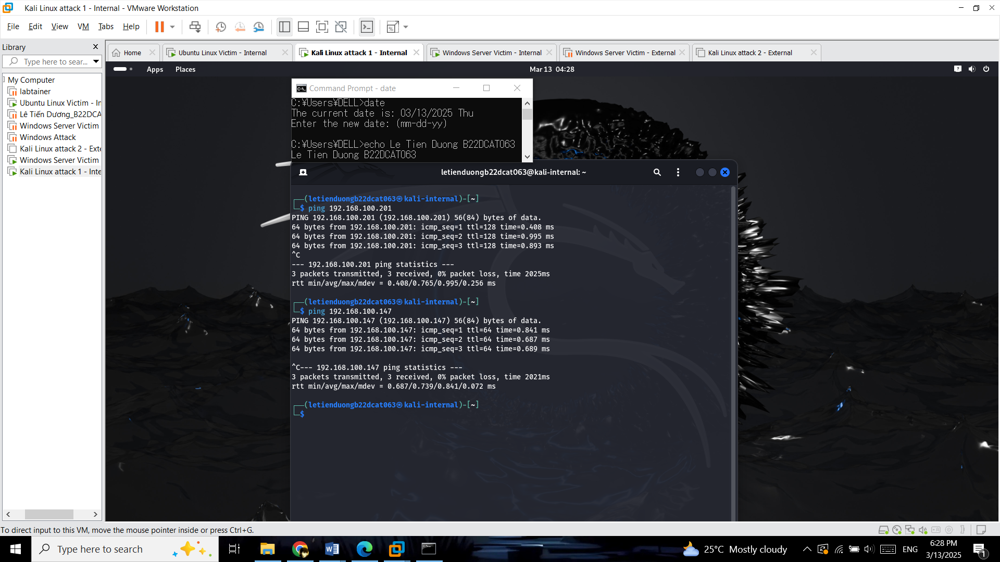 Kali Linux attack 1 - Internal - VMware Workstation
File Edit View VM Tabs Help
Library
Type here to sear...
My Computer
labtainer
Ubuntu Linux Victim - In
Lê Tiến Dương_B22DCA
Windows Server Victim
Windows Attack
Kali Linux attack 2 - Exte
Windows Server Victim
Kali Linux attack 1 - Inte
Home
Ubuntu Linux Victim - Internal
Kali Linux attack 1 - Internal
Windows Server Victim - Internal
Windows Server Victim - External
Kali Linux attack 2 - External
Apps Places
Mar 13 04:28
Command Prompt - date
C:¥Users¥DELL>date
The current date is: 03/13/2025 Thu
Enter the new date: (mm-dd-yy)
C:¥Users¥DELL>echo Le Tien Duong B22DCAT063
Le Tien Duong B22DCAT063
letienduongb22dcat063@kali-internal: ~
┌──(letienduongb22dcat063㉿kali-internal)-[~]
└─$ ping 192.168.100.201
PING 192.168.100.201 (192.168.100.201) 56(84) bytes of data.
64 bytes from 192.168.100.201: icmp_seq=1 ttl=128 time=0.408 ms
64 bytes from 192.168.100.201: icmp_seq=2 ttl=128 time=0.995 ms
64 bytes from 192.168.100.201: icmp_seq=3 ttl=128 time=0.893 ms
^C
--- 192.168.100.201 ping statistics ---
3 packets transmitted, 3 received, 0% packet loss, time 2025ms
rtt min/avg/max/mdev = 0.408/0.765/0.995/0.256 ms
┌──(letienduongb22dcat063㉿kali-internal)-[~]
└─$ ping 192.168.100.147
PING 192.168.100.147 (192.168.100.147) 56(84) bytes of data.
64 bytes from 192.168.100.147: icmp_seq=1 ttl=64 time=0.841 ms
64 bytes from 192.168.100.147: icmp_seq=2 ttl=64 time=0.687 ms
64 bytes from 192.168.100.147: icmp_seq=3 ttl=64 time=0.689 ms
^C--- 192.168.100.147 ping statistics ---
3 packets transmitted, 3 received, 0% packet loss, time 2021ms
rtt min/avg/max/mdev = 0.687/0.739/0.841/0.072 ms
┌──(letienduongb22dcat063㉿kali-internal)-[~]
└─$
To direct input to this VM, move the mouse pointer inside or press Ctrl+G.
Type here to search
25°C Mostly cloudy
ENG
6:28 PM
3/13/2025
1